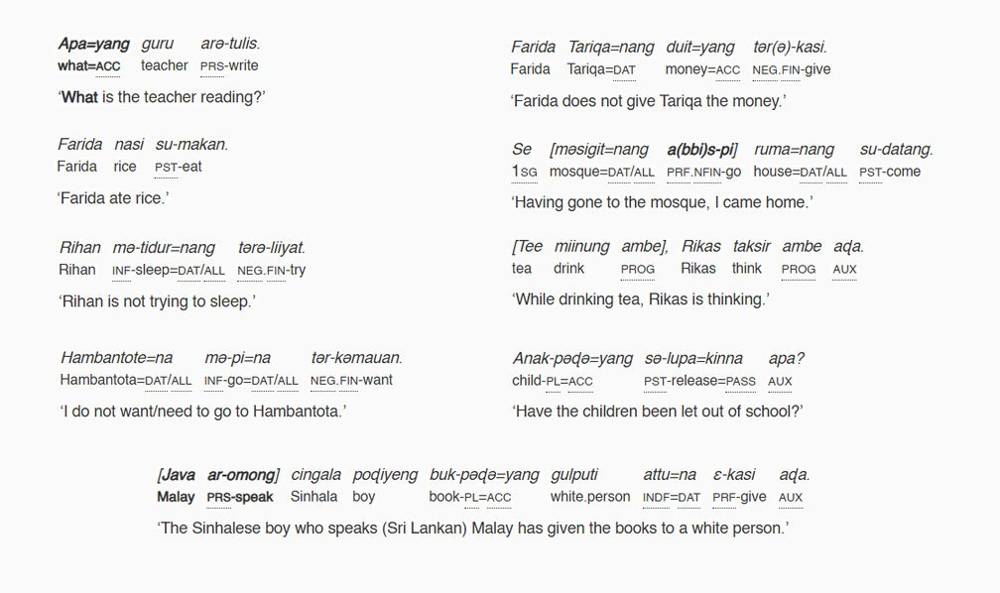 Apa=yang guru arə-tulis.
what=ACC teacher PRS-write
‘What is the teacher reading?’
Farida nasi su-makan.
Farida rice PST-eat
‘Farida ate rice.’
Rihan mə-tidur=nang tərə-liiyat.
Rihan INF-sleep=DAT/ALL NEG.FIN-try
‘Rihan is not trying to sleep.’
Hambantote=na mə-pi=na tər-kəmauan.
Hambantota=DAT/ALL INF-go=DAT/ALL NEG.FIN-want
‘I do not want/need to go to Hambantota.’
Farida Tariqa=nang duit=yang tər(ə)-kasi.
Farida Tariqa=DAT money=ACC NEG.FIN-give
‘Farida does not give Tariqa the money.’
Se [məsigit=nang a(bbi)s-pi] ruma=nang su-datang.
1SG mosque=DAT/ALL PRF.NFIN-go house=DAT/ALL PST-come
‘Having gone to the mosque, I came home.’
[Tee miinung ambe], Rikas taksir ambe aɖa.
tea drink PROG Rikas think PROG AUX
‘While drinking tea, Rikas is thinking.’
Anak-pəɖə=yang sə-lupa=kinna apa?
child-PL=ACC PST-release=PASS AUX
‘Have the children been let out of school?’
[Java ar-omong] cingala poɖiyeng buk-pəɖə=yang gulputi attu=na ɛ-kasi aɖa.
Malay PRS-speak Sinhala boy book-PL=ACC white.person INDF=DAT PRF-give AUX
‘The Sinhalese boy who speaks (Sri Lankan) Malay has given the books to a white person.’